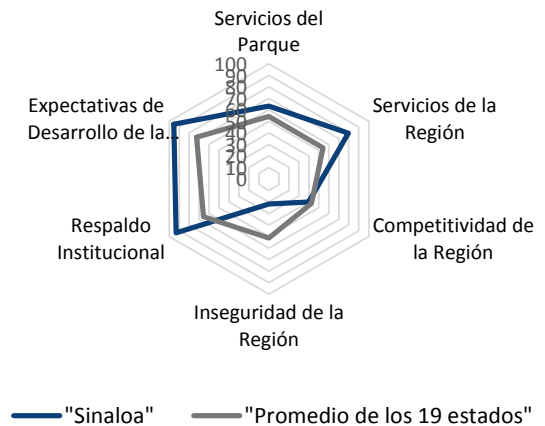 Servicios del
Parque
100
90
80
70
60
50
40
30
20
10
0
Servicios de la
Región
Competitividad de
la Región
Inseguridad de la
Región
Respaldo
Institucional
Expectativas de
Desarrollo de la…
"Sinaloa"
"Promedio de los 19 estados"